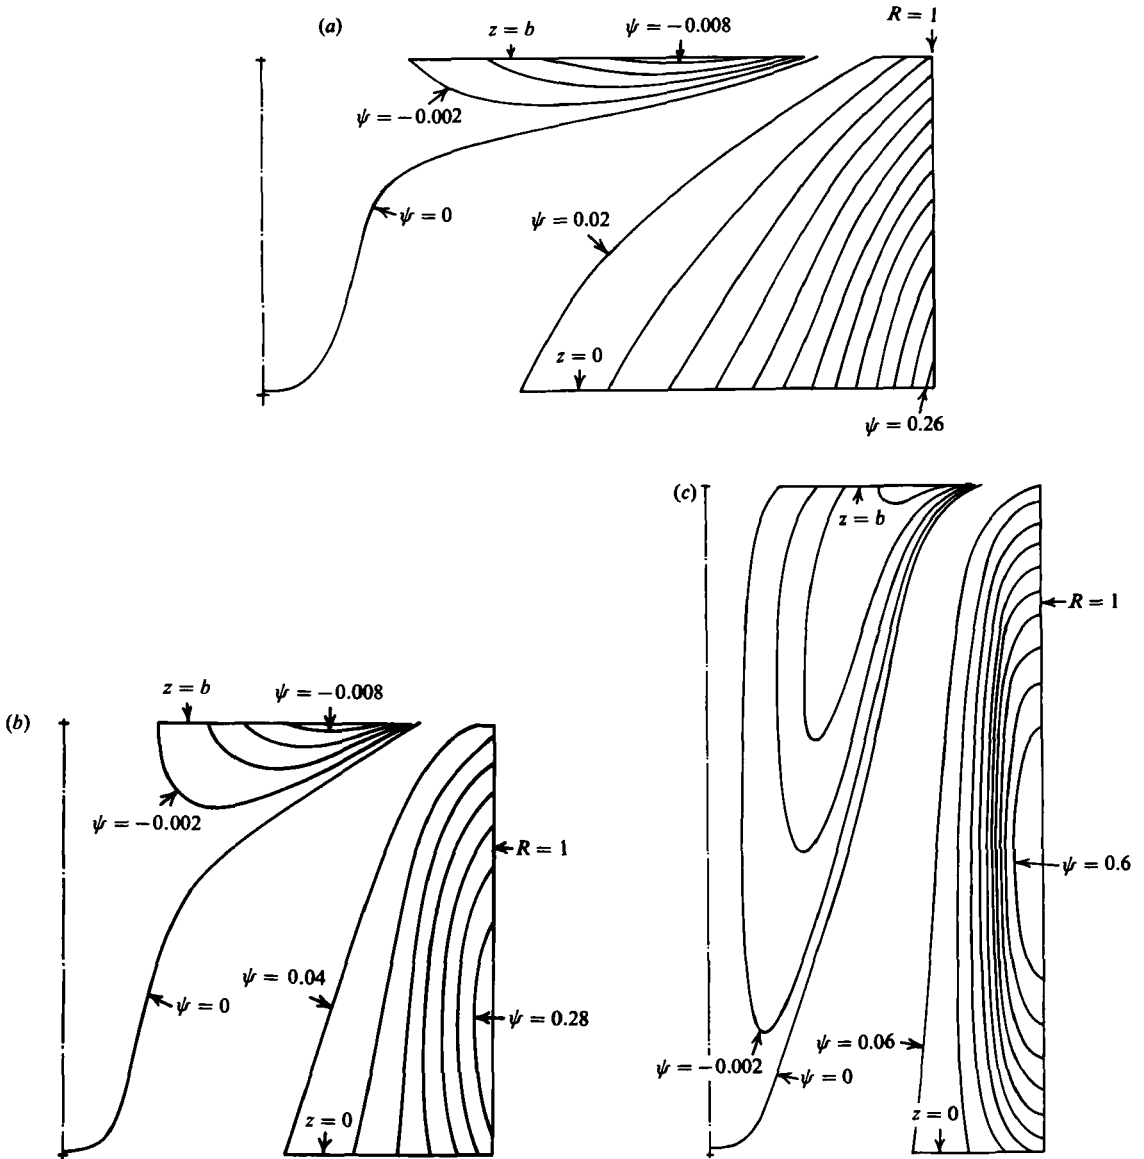 (a)
R = 1
z = b
ψ = −0.008
ψ = −0.002
ψ = 0
ψ = 0.02
z = 0
ψ = 0.26
(b)
z = b
ψ = −0.008
ψ = −0.002
R = 1
ψ = 0.04
ψ = 0
ψ = 0.28
z = 0
(c)
z = b
R = 1
ψ = 0.6
ψ = 0.06
ψ = −0.002
ψ = 0
z = 0